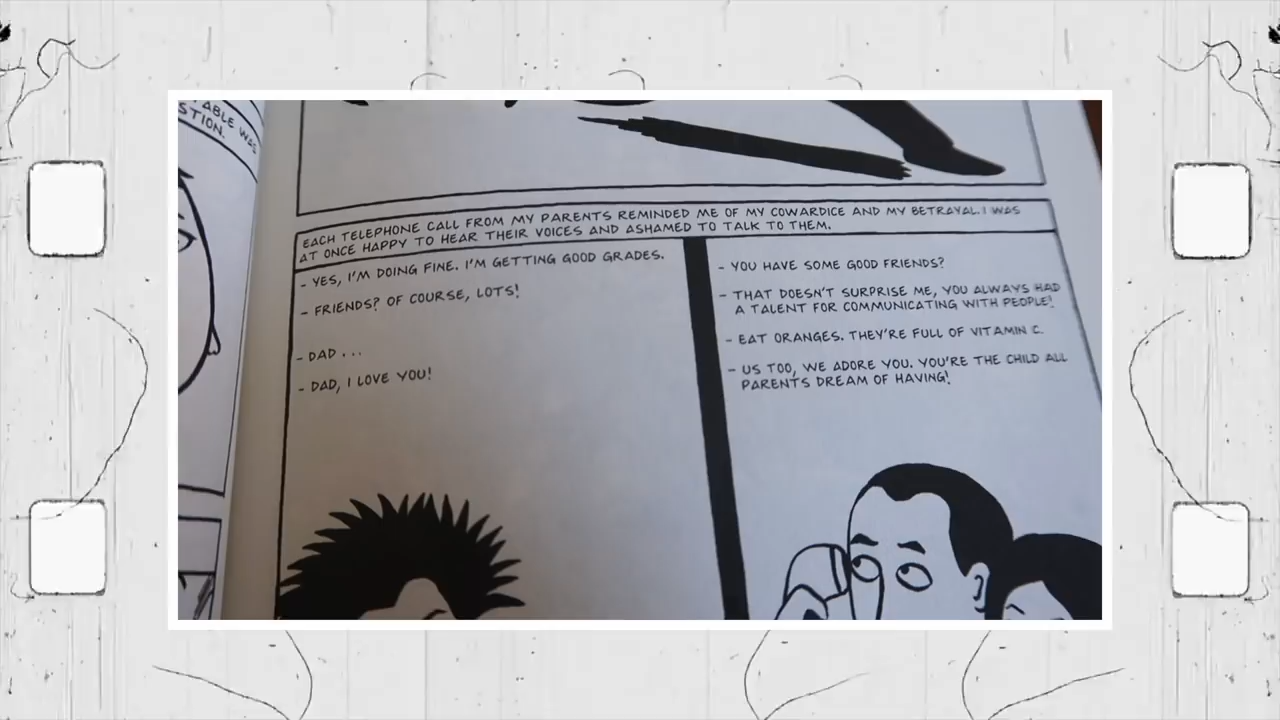 TABLE WAS
STION.
EACH TELEPHONE CALL FROM MY PARENTS REMINDED ME OF MY COWARDICE AND MY BETRAYAL. I WAS
AT ONCE HAPPY TO HEAR THEIR VOICES AND ASHAMED TO TALK TO THEM.
- YES, I'M DOING FINE. I'M GETTING GOOD GRADES.
- FRIENDS? OF COURSE, LOTS!
- DAD . . .
- DAD, I LOVE YOU!
- YOU HAVE SOME GOOD FRIENDS?
- THAT DOESN'T SURPRISE ME, YOU ALWAYS HAD
A TALENT FOR COMMUNICATING WITH PEOPLE!
- EAT ORANGES. THEY'RE FULL OF VITAMIN C.
- US TOO, WE ADORE YOU. YOU'RE THE CHILD ALL
PARENTS DREAM OF HAVING!